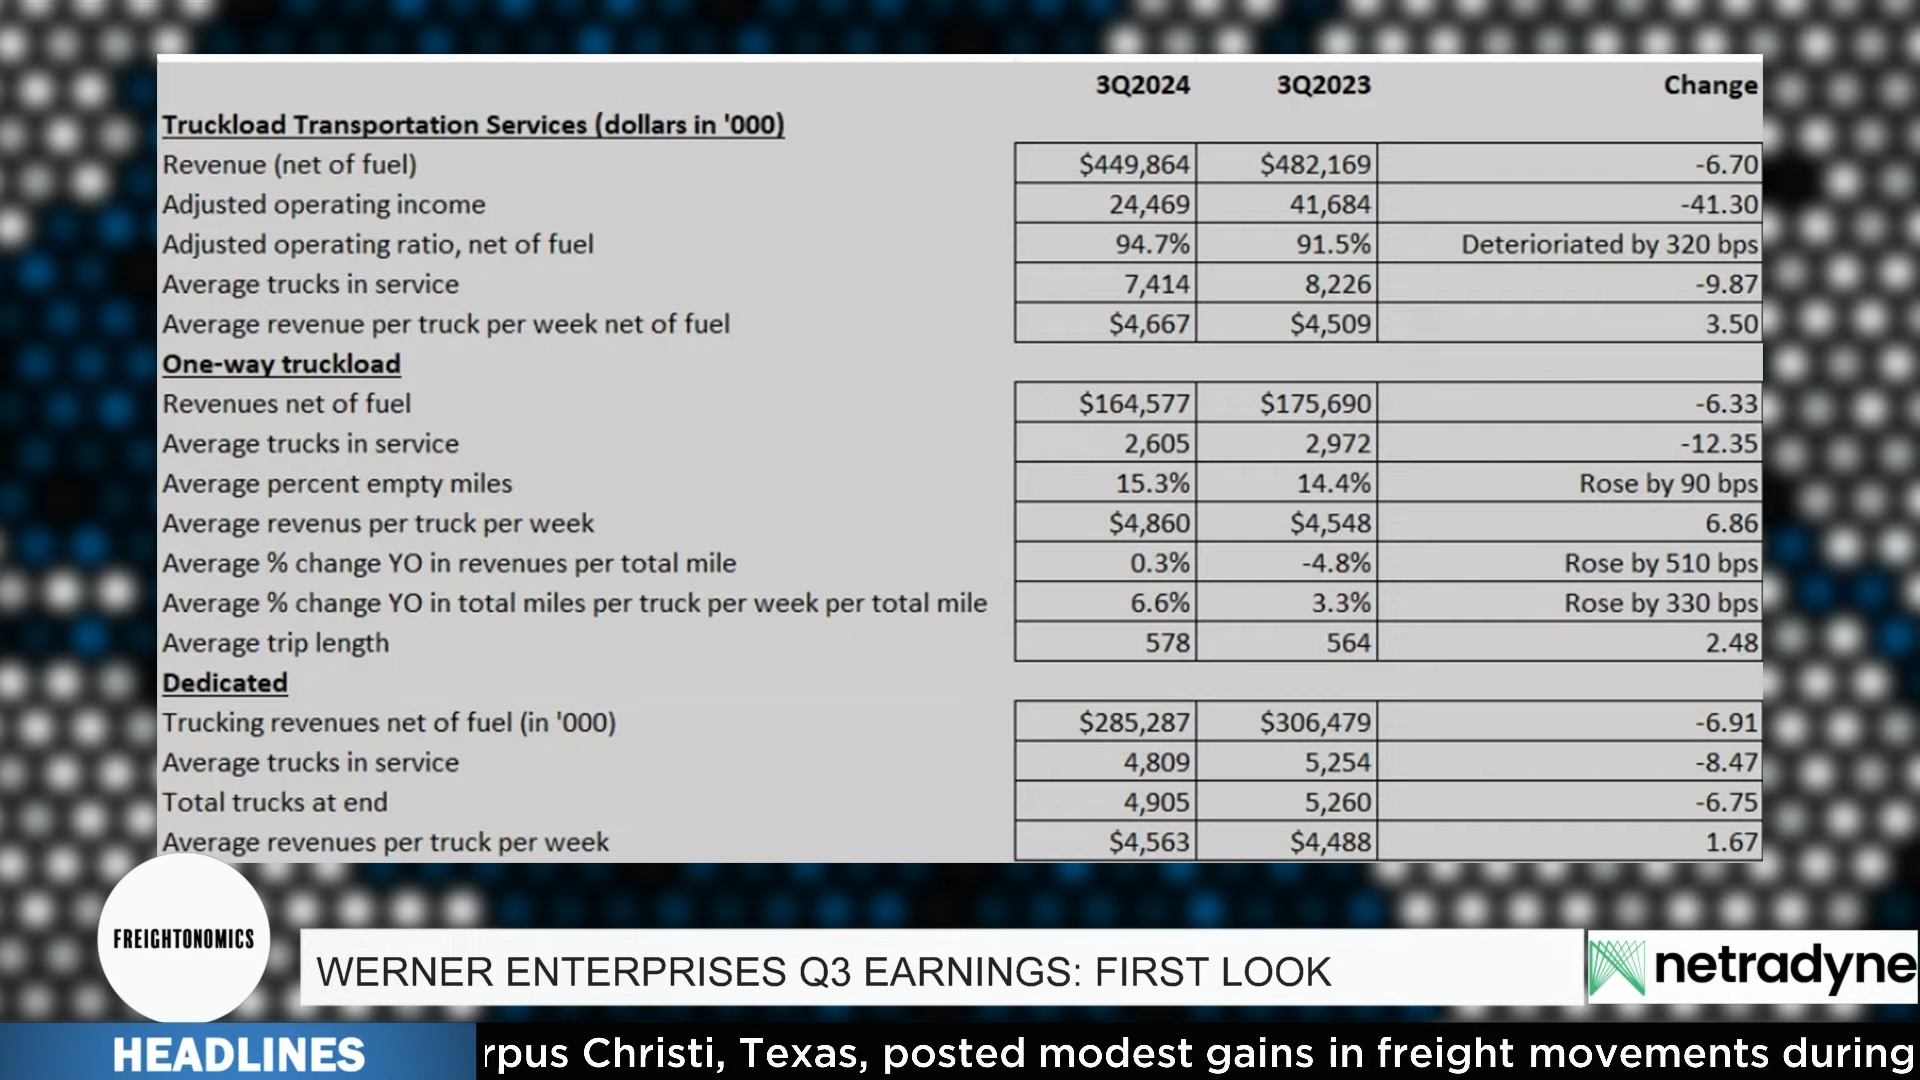 3Q2024 3Q2023 Change
Truckload Transportation Services (dollars in '000)
Revenue (net of fuel) $449,864 $482,169 -6.70
Adjusted operating income 24,469 41,684 -41.30
Adjusted operating ratio, net of fuel 94.7% 91.5% Deterioriated by 320 bps
Average trucks in service 7,414 8,226 -9.87
Average revenue per truck per week net of fuel $4,667 $4,509 3.50
One-way truckload
Revenues net of fuel $164,577 $175,690 -6.33
Average trucks in service 2,605 2,972 -12.35
Average percent empty miles 15.3% 14.4% Rose by 90 bps
Average revenus per truck per week $4,860 $4,548 6.86
Average % change YO in revenues per total mile 0.3% -4.8% Rose by 510 bps
Average % change YO in total miles per truck per week per total mile 6.6% 3.3% Rose by 330 bps
Average trip length 578 564 2.48
Dedicated
Trucking revenues net of fuel (in '000) $285,287 $306,479 -6.91
Average trucks in service 4,809 5,254 -8.47
Total trucks at end 4,905 5,260 -6.75
Average revenues per truck per week $4,563 $4,488 1.67
FREIGHTONOMICS
WERNER ENTERPRISES Q3 EARNINGS: FIRST LOOK
netradyne
HEADLINES
rpus Christi, Texas, posted modest gains in freight movements during